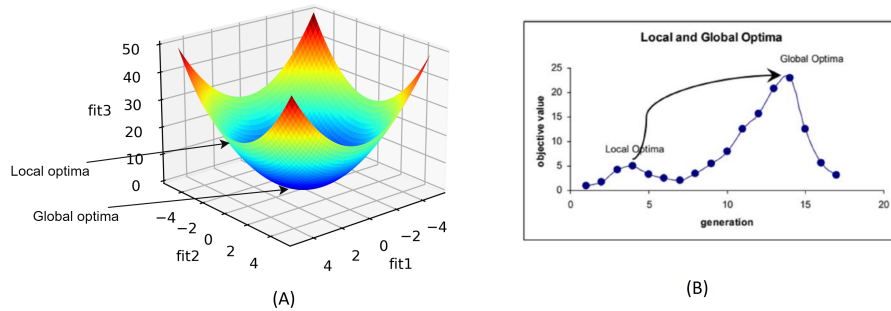 50
40
30
fit3
20
10
0
Local optima
Global optima
−4
−2
0
2
4
fit2
4
2
0
−2
−4
fit1
(A)
Local and Global Optima
Global Optima
Local Optima
objective value
25
20
15
10
5
0
0 5 10 15 20
generation
(B)